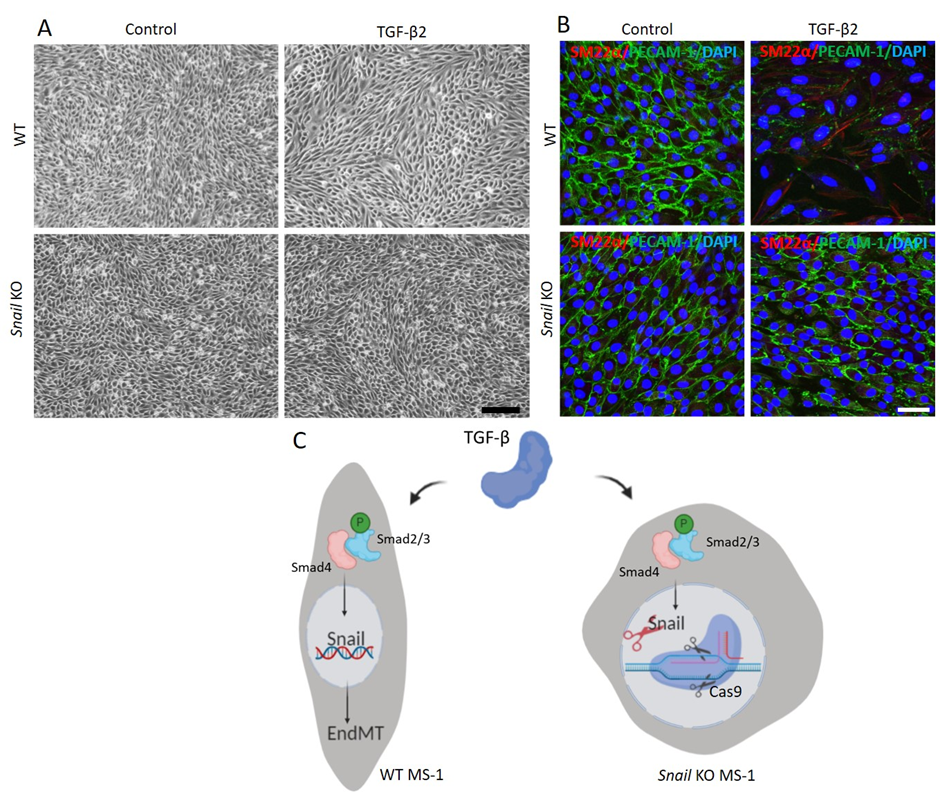 A
Control
TGF-β2
WT
Snail KO
B
Control
TGF-β2
WT
Snail KO
SM22α/PECAM-1/DAPI
SM22α/PECAM-1/DAPI
SM22α/PECAM-1/DAPI
SM22α/PECAM-1/DAPI
C
TGF-β
P
Smad2/3
Smad4
Snail
EndMT
WT MS-1
P
Smad2/3
Smad4
Snail
Cas9
Snail KO MS-1